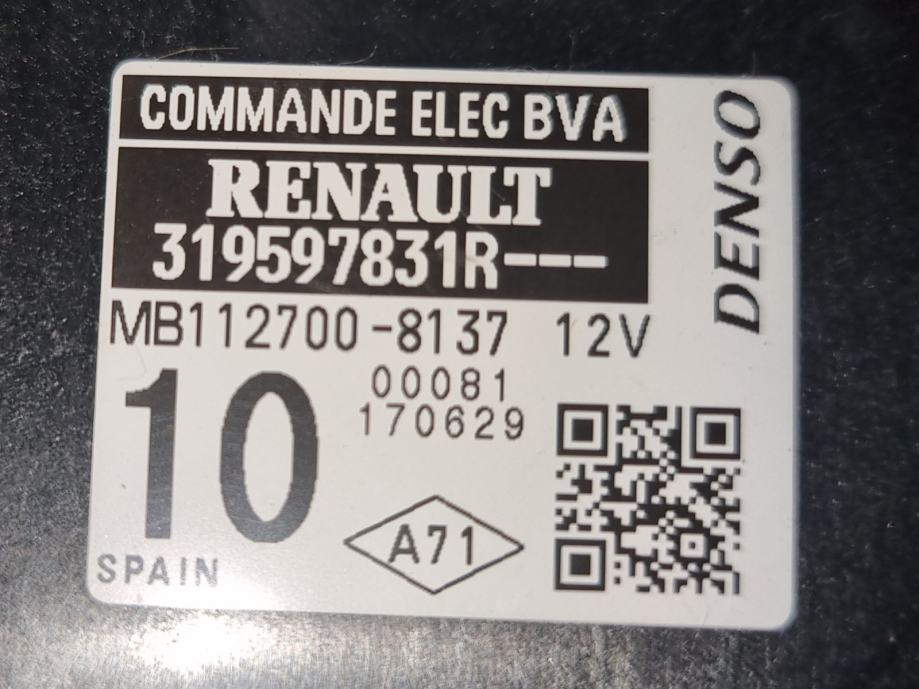 COMMANDE ELEC BVA
RENAULT
319597831R---
MB112700-8137 12V
10
00081
170629
A71
SPAIN
DENSO